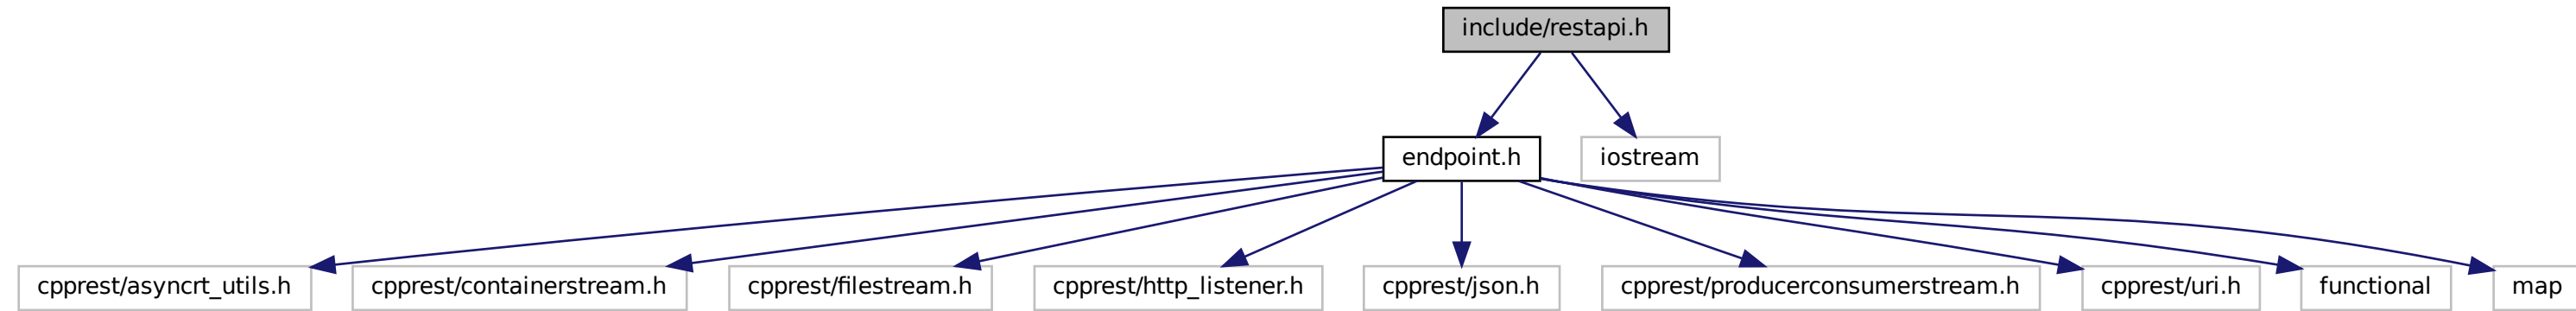 include/restapi.h
endpoint.h
iostream
cpprest/asyncrt_utils.h
cpprest/containerstream.h
cpprest/filestream.h
cpprest/http_listener.h
cpprest/json.h
cpprest/producerconsumerstream.h
cpprest/uri.h
functional
map